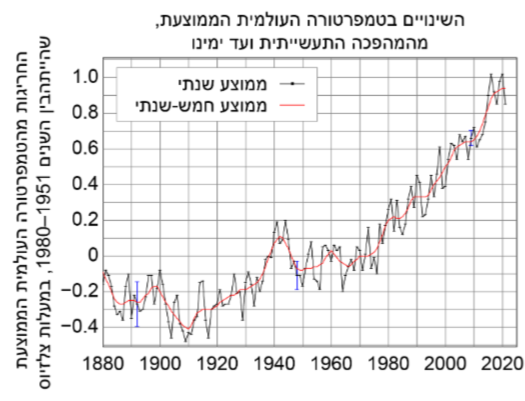 השינויים בטמפרטורה העולמית הממוצעת,
מהמהפכה התעשייתית ועד ימינו
החריגות מהטמפרטורה העולמית הממוצעת
שהייתהבין השנים 1951–1980, במעלות צלזיוס
ממוצע שנתי
ממוצע חמש-שנתי
1.0
0.8
0.6
0.4
0.2
0
−0.2
−0.4
1880 1900 1920 1940 1960 1980 2000 2020